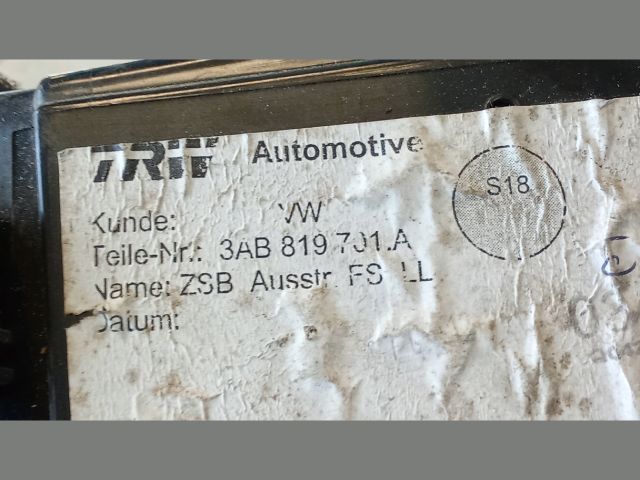 TRW Automotive
S18
Kunde: VW
Teile-Nr.: 3AB 819 701.A
Name: ZSB Ausstr. FS LL
Datum: